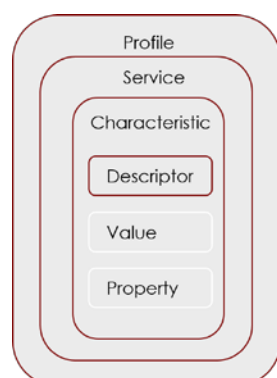 Profile
Service
Characteristic
Descriptor
Value
Property